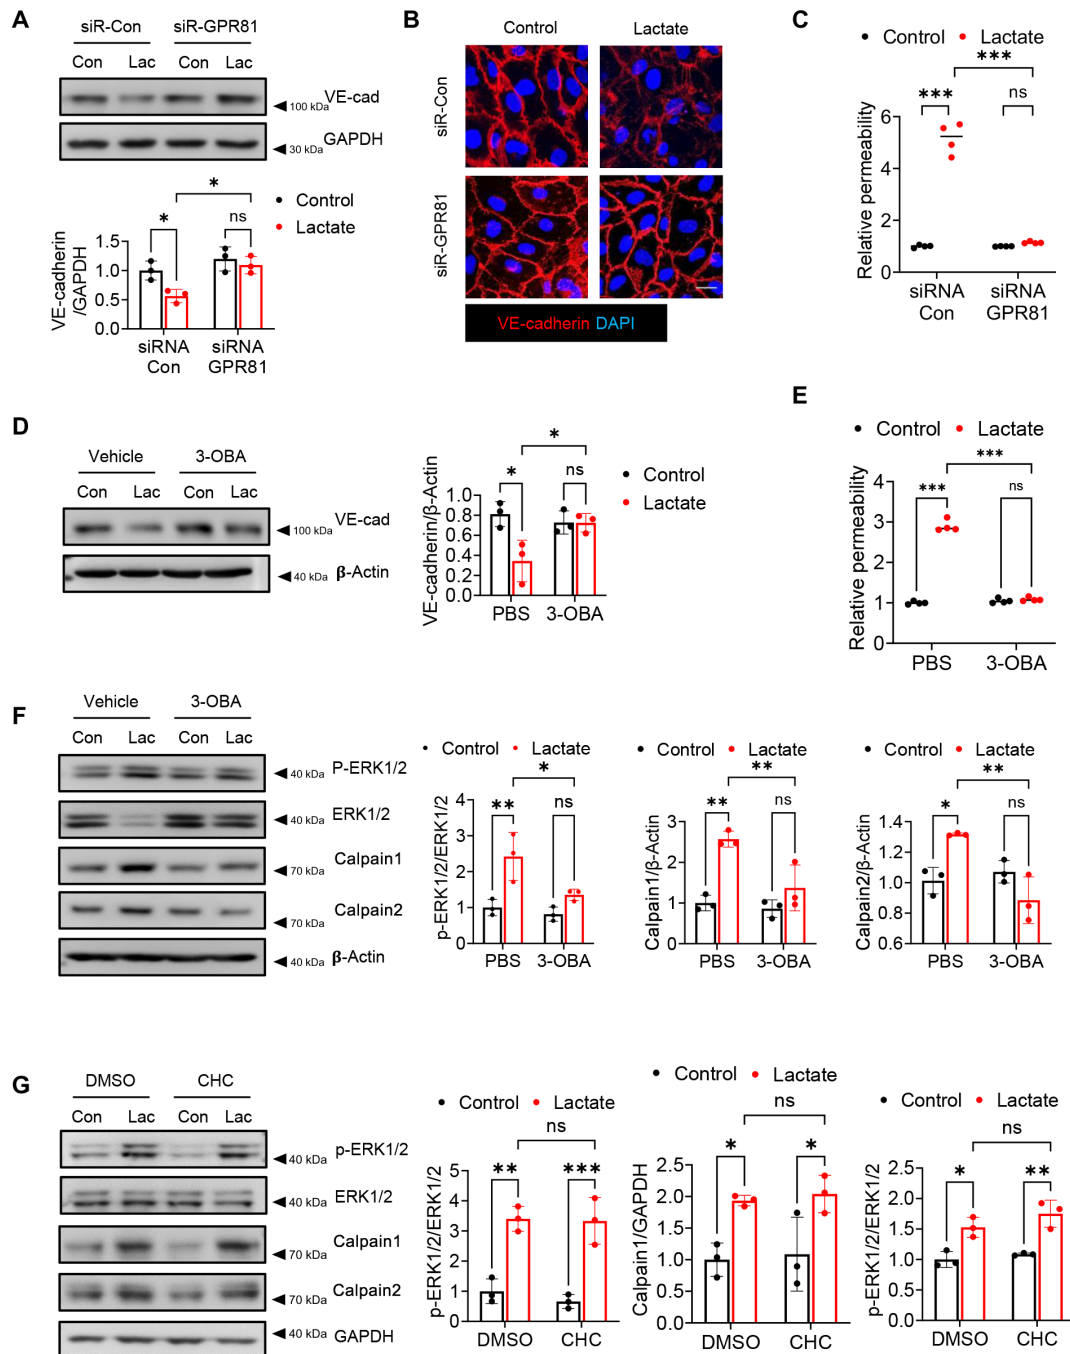 A
siR-Con siR-GPR81
Con Lac Con Lac
VE-cad
100 kDa
GAPDH
30 kDa
Control
Lactate
* *
ns
VE-cadherin
/GAPDH
1.5
1.0
0.5
0.0
siRNA
Con
siRNA
GPR81
B
Control Lactate
siR-Con
siR-GPR81
VE-cadherin DAPI
C
Control Lactate
***
*** ns
Relative permeability
6
4
2
0
siRNA
Con
siRNA
GPR81
D
Vehicle 3-OBA
Con Lac Con Lac
VE-cad
100 kDa
β-Actin
40 kDa
*
* ns
Control
Lactate
VE-cadherin/β-Actin
1.0
0.8
0.6
0.4
0.2
0.0
PBS 3-OBA
E
Control Lactate
***
*** ns
Relative permeability
4
3
2
1
0
PBS 3-OBA
F
Vehicle 3-OBA
Con Lac Con Lac
P-ERK1/2
40 kDa
ERK1/2
40 kDa
Calpain1
70 kDa
Calpain2
70 kDa
β-Actin
40 kDa
Control Lactate
*
** ns
p-ERK1/2/ERK1/2
4
3
2
1
0
PBS 3-OBA
Control Lactate
**
** ns
Calpain1/β-Actin
3
2
1
0
PBS 3-OBA
Control Lactate
**
* ns
Calpain2/β-Actin
1.4
1.2
1.0
0.8
0.6
PBS 3-OBA
G
DMSO CHC
Con Lac Con Lac
p-ERK1/2
40 kDa
ERK1/2
40 kDa
Calpain1
70 kDa
Calpain2
70 kDa
40 kDa
GAPDH
Control Lactate
ns
** ***
p-ERK1/2/ERK1/2
5
4
3
2
1
0
DMSO CHC
Control Lactate
ns
* *
Calpain1/GAPDH
2.5
2.0
1.5
1.0
0.5
0.0
DMSO CHC
Control Lactate
ns
* **
p-ERK1/2/ERK1/2
2.5
2.0
1.5
1.0
0.5
0.0
DMSO CHC